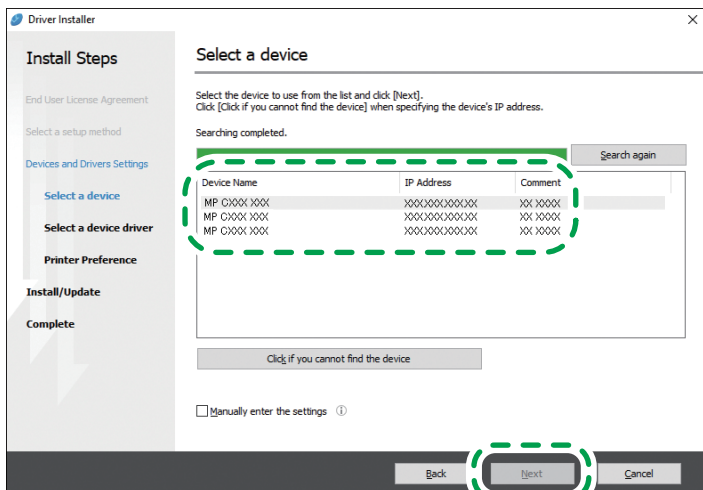 Driver Installer
Install Steps
End User License Agreement
Select a setup method
Devices and Drivers Settings
Select a device
Select a device driver
Printer Preference
Install/Update
Complete
Select a device
Select the device to use from the list and click [Next].
Click [Click if you cannot find the device] when specifying the device's IP address.
Searching completed.
Search again
Device Name IP Address Comment
MP CXXX XXX XXX.XXX.XXX.XX XX XXXX
MP CXXX XXX XXX.XXX.XXX.XX XX XXXX
MP CXXX XXX XXX.XXX.XXX.XX XX XXXX
Click if you cannot find the device
Manually enter the settings
Back Next Cancel